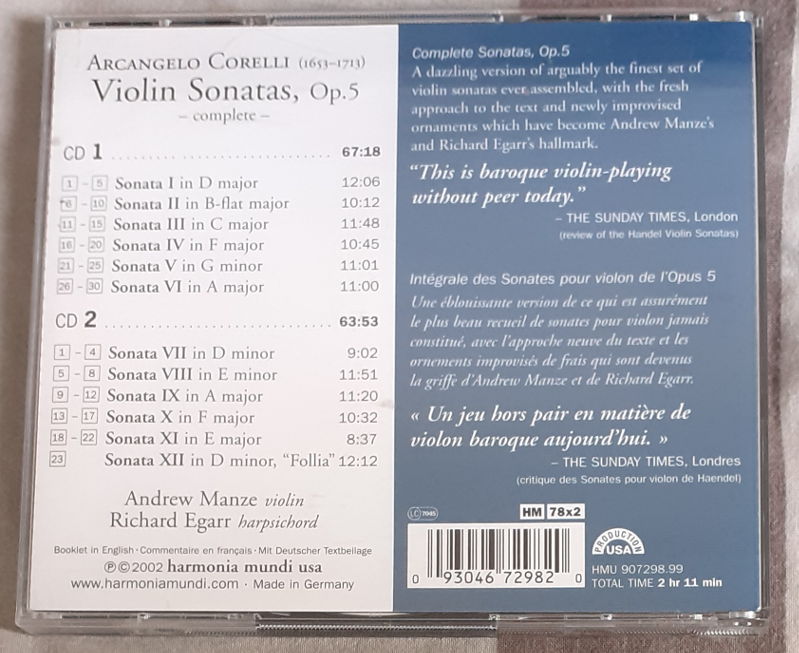 ARCANGELO CORELLI (1653–1713)
Violin Sonatas, Op.5
– complete –
CD 1 67:18
1 – 5 Sonata I in D major 12:06
6 – 10 Sonata II in B-flat major 10:12
11 – 15 Sonata III in C major 11:48
16 – 20 Sonata IV in F major 10:45
21 – 25 Sonata V in G minor 11:01
26 – 30 Sonata VI in A major 11:00
CD 2 63:53
1 – 4 Sonata VII in D minor 9:02
5 – 8 Sonata VIII in E minor 11:51
9 – 12 Sonata IX in A major 11:20
13 – 17 Sonata X in F major 10:32
18 – 22 Sonata XI in E major 8:37
23 Sonata XII in D minor, “Follia” 12:12
Andrew Manze violin
Richard Egarr harpsichord
Booklet in English · Commentaire en français · Mit Deutscher Textbeilage
℗©2002 harmonia mundi usa
www.harmoniamundi.com · Made in Germany
Complete Sonatas, Op.5
A dazzling version of arguably the finest set of
violin sonatas ever assembled, with the fresh
approach to the text and newly improvised
ornaments which have become Andrew Manze’s
and Richard Egarr’s hallmark.
“This is baroque violin-playing
without peer today.”
– THE SUNDAY TIMES, London
(review of the Handel Violin Sonatas)
Intégrale des Sonates pour violon de l’Opus 5
Une éblouissante version de ce qui est assurément
le plus beau recueil de sonates pour violon jamais
constitué, avec l’approche neuve du texte et les
ornements improvisés de frais qui sont devenus
la griffe d’Andrew Manze et de Richard Egarr.
« Un jeu hors pair en matière de
violon baroque aujourd’hui. »
– THE SUNDAY TIMES, Londres
(critique des Sonates pour violon de Haendel)
LC 7045
HM 78x2
PRODUCTION
USA
0 93046 72982 0
HMU 907298.99
TOTAL TIME 2 hr 11 min